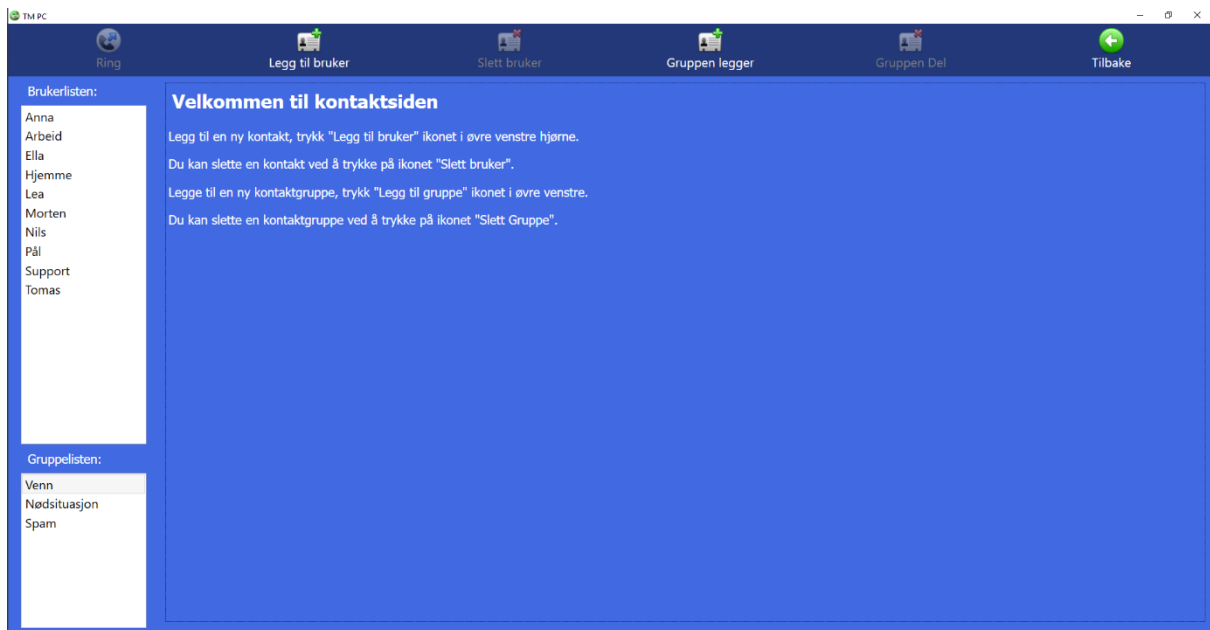 TM PC
Ring
Legg til bruker
Slett bruker
Gruppen legger
Gruppen Del
Tilbake
Brukerlisten:
Anna
Arbeid
Ella
Hjemme
Lea
Morten
Nils
Pål
Support
Tomas
Gruppelisten:
Venn
Nødsituasjon
Spam
Velkommen til kontaktsiden
Legg til en ny kontakt, trykk "Legg til bruker" ikonet i øvre venstre hjørne.
Du kan slette en kontakt ved å trykke på ikonet "Slett bruker".
Legge til en ny kontaktgruppe, trykk "Legg til gruppe" ikonet i øvre venstre.
Du kan slette en kontaktgruppe ved å trykke på ikonet "Slett Gruppe".